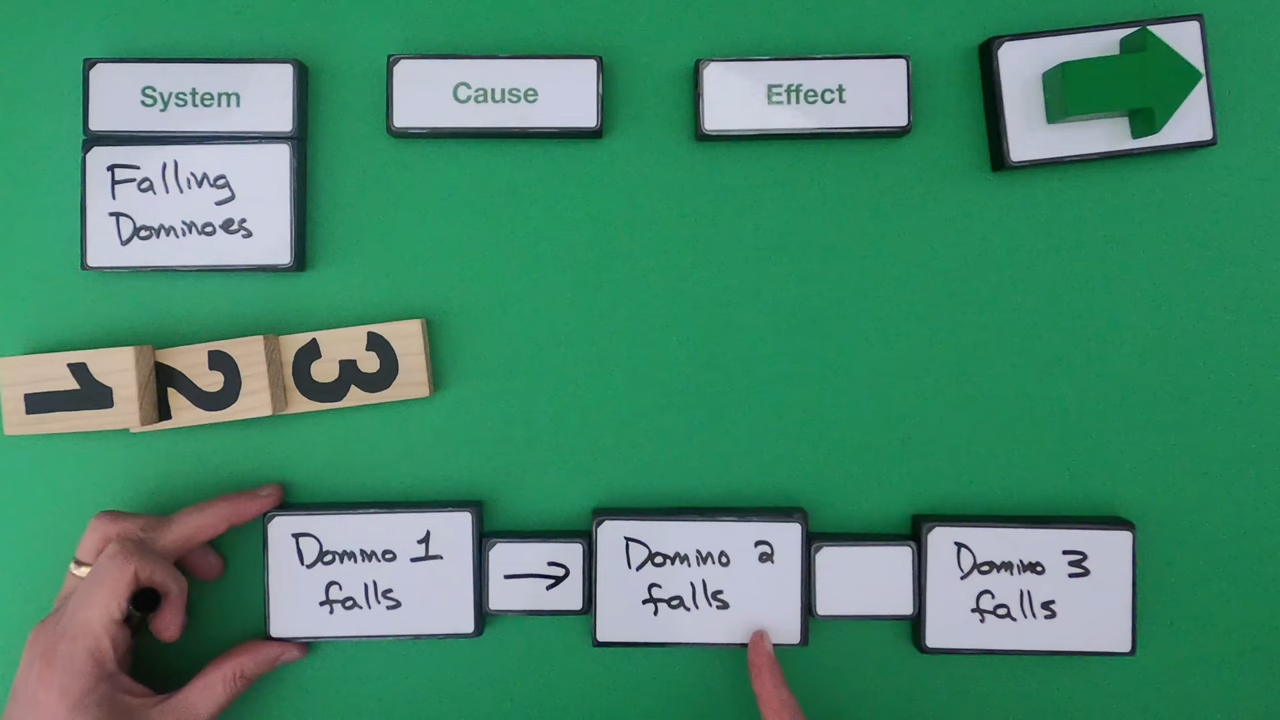 System
Cause
Effect
Falling
Dominoes
1 2 3
Domino 1
falls
→
Domino 2
falls
Domino 3
falls